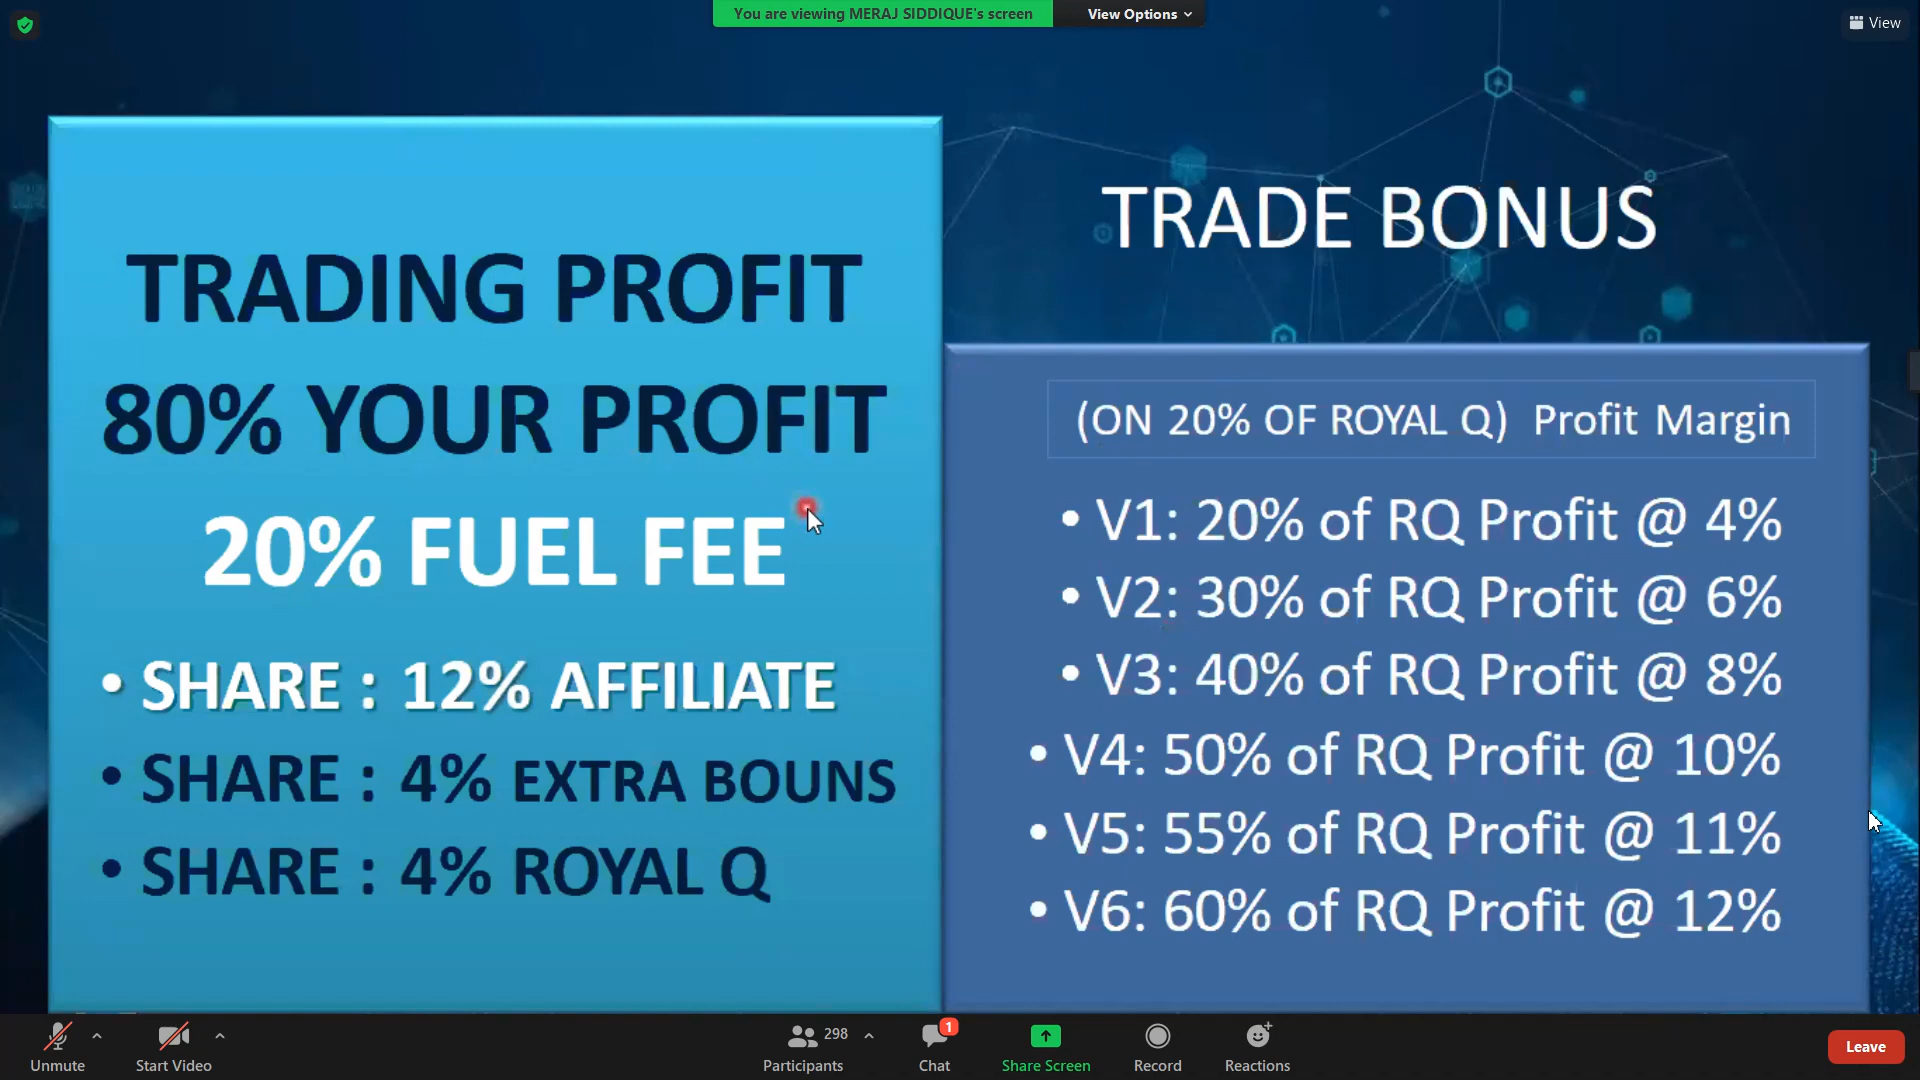 You are viewing MERAJ SIDDIQUE's screen
View Options
View
TRADING PROFIT
80% YOUR PROFIT
20% FUEL FEE
• SHARE : 12% AFFILIATE
• SHARE : 4% EXTRA BOUNS
• SHARE : 4% ROYAL Q
TRADE BONUS
(ON 20% OF ROYAL Q) Profit Margin
• V1: 20% of RQ Profit @ 4%
• V2: 30% of RQ Profit @ 6%
• V3: 40% of RQ Profit @ 8%
• V4: 50% of RQ Profit @ 10%
• V5: 55% of RQ Profit @ 11%
• V6: 60% of RQ Profit @ 12%
Unmute
Start Video
298
Participants
1
Chat
Share Screen
Record
Reactions
Leave